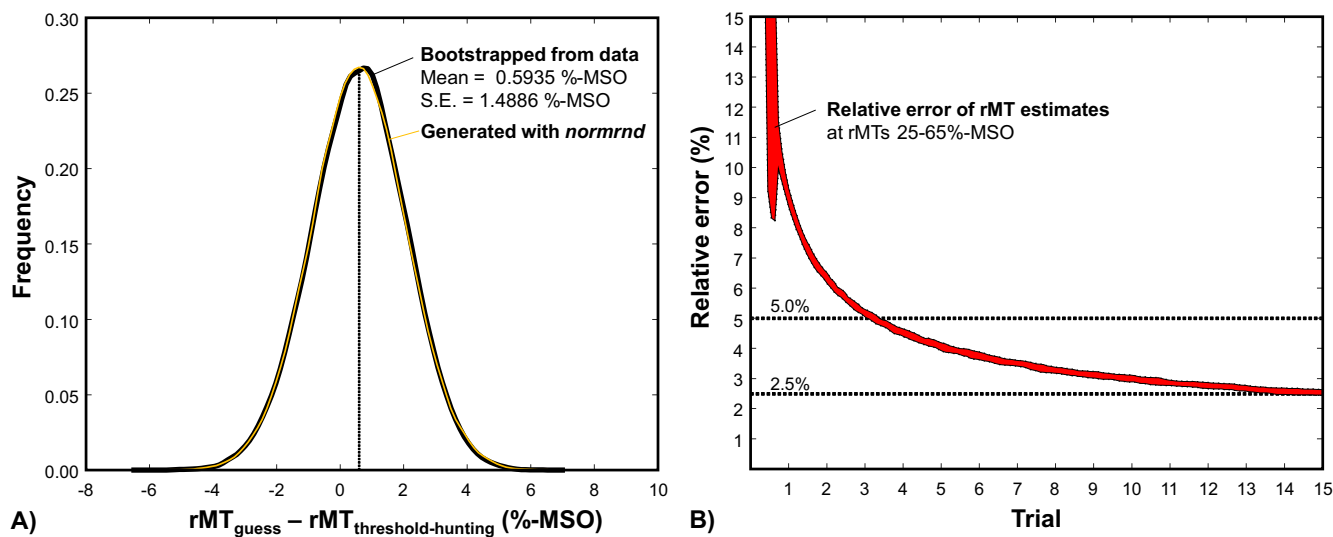 Bootstrapped from data
Mean = 0.5935 %-MSO
S.E. = 1.4886 %-MSO
Generated with normrnd
Frequency
0.30
0.25
0.20
0.15
0.10
0.05
0.00
-8 -6 -4 -2 0 2 4 6 8 10
rMTguess – rMTthreshold-hunting (%-MSO)
A)
Relative error of rMT estimates
at rMTs 25-65%-MSO
Relative error (%)
15
14
13
12
11
10
9
8
7
6
5
4
3
2
1
5.0%
2.5%
1 2 3 4 5 6 7 8 9 10 11 12 13 14 15
Trial
B)